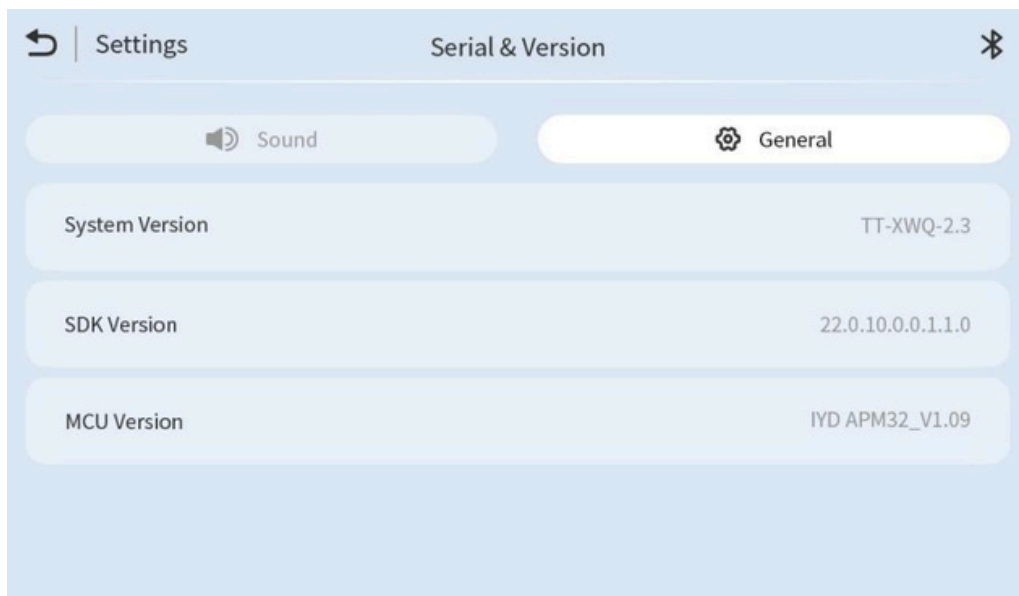 Settings
Serial & Version
Sound
General
System Version
TT-XWQ-2.3
SDK Version
22.0.10.0.0.1.1.0
MCU Version
IYD APM32_V1.09